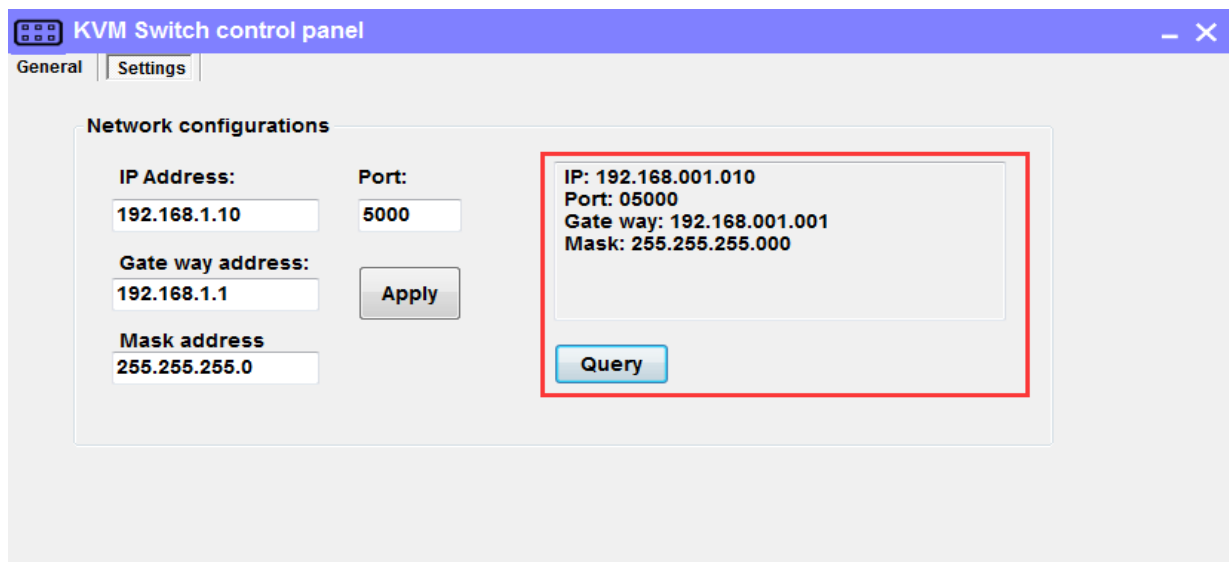 KVM Switch control panel
General
Settings
Network configurations
IP Address:
Port:
192.168.1.10
5000
Gate way address:
192.168.1.1
Apply
Mask address
255.255.255.0
IP: 192.168.001.010
Port: 05000
Gate way: 192.168.001.001
Mask: 255.255.255.000
Query